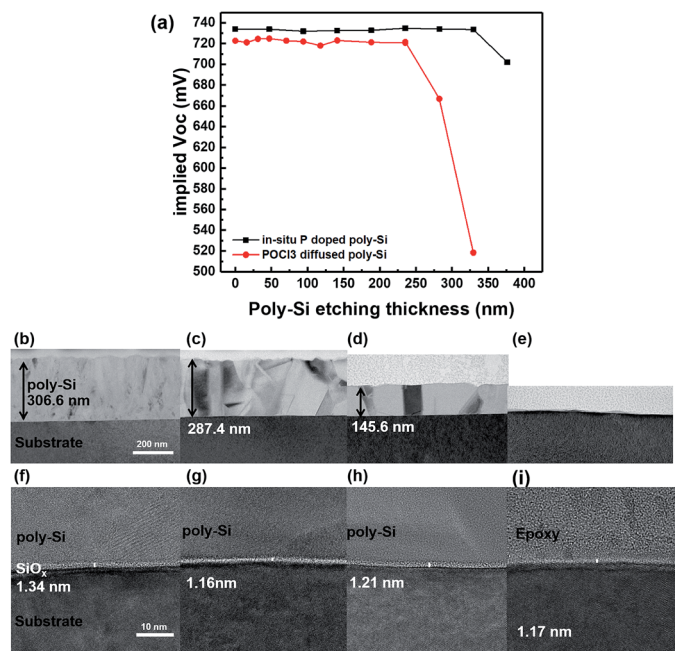 (a)
740
720
700
680
660
640
620
600
580
560
540
520
500
implied Voc (mV)
in-situ P doped poly-Si
POCl3 diffused poly-Si
0 50 100 150 200 250 300 350 400
Poly-Si etching thickness (nm)
(b) (c) (d) (e)
poly-Si
306.6 nm
Substrate
200 nm
287.4 nm
145.6 nm
(f) (g) (h) (i)
poly-Si poly-Si poly-Si Epoxy
SiOx
1.34 nm
1.16nm
1.21 nm
1.17 nm
Substrate
10 nm